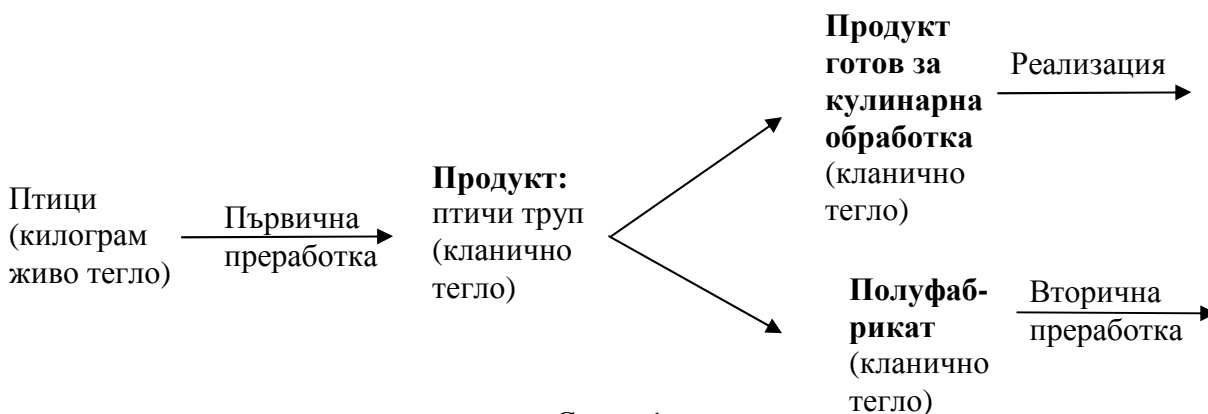 Птици
(килограм
живо тегло)
Първична
преработка
Продукт:
птичи труп
(кланично
тегло)
Продукт
готов за
кулинарна
обработка
(кланично
тегло)
Реализация
Полуфаб-
рикат
(кланично
тегло)
Вторична
преработка